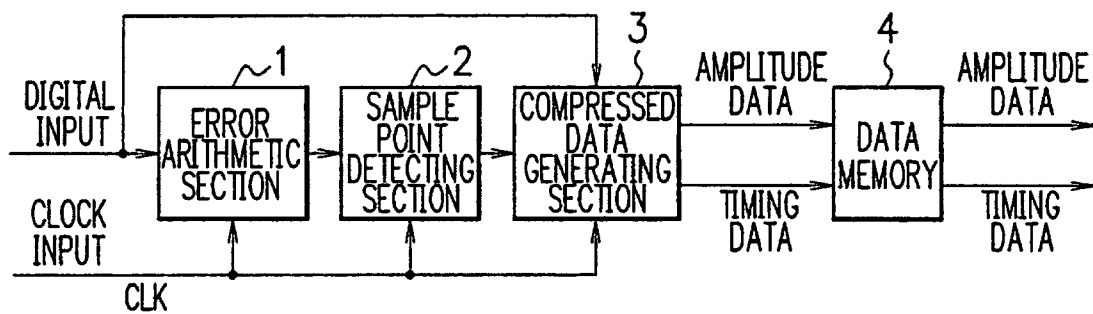 1
2
3
4
DIGITAL
INPUT
ERROR
ARITHMETIC
SECTION
SAMPLE
POINT
DETECTING
SECTION
COMPRESSED
DATA
GENERATING
SECTION
AMPLITUDE
DATA
TIMING
DATA
DATA
MEMORY
AMPLITUDE
DATA
TIMING
DATA
CLOCK
INPUT
CLK